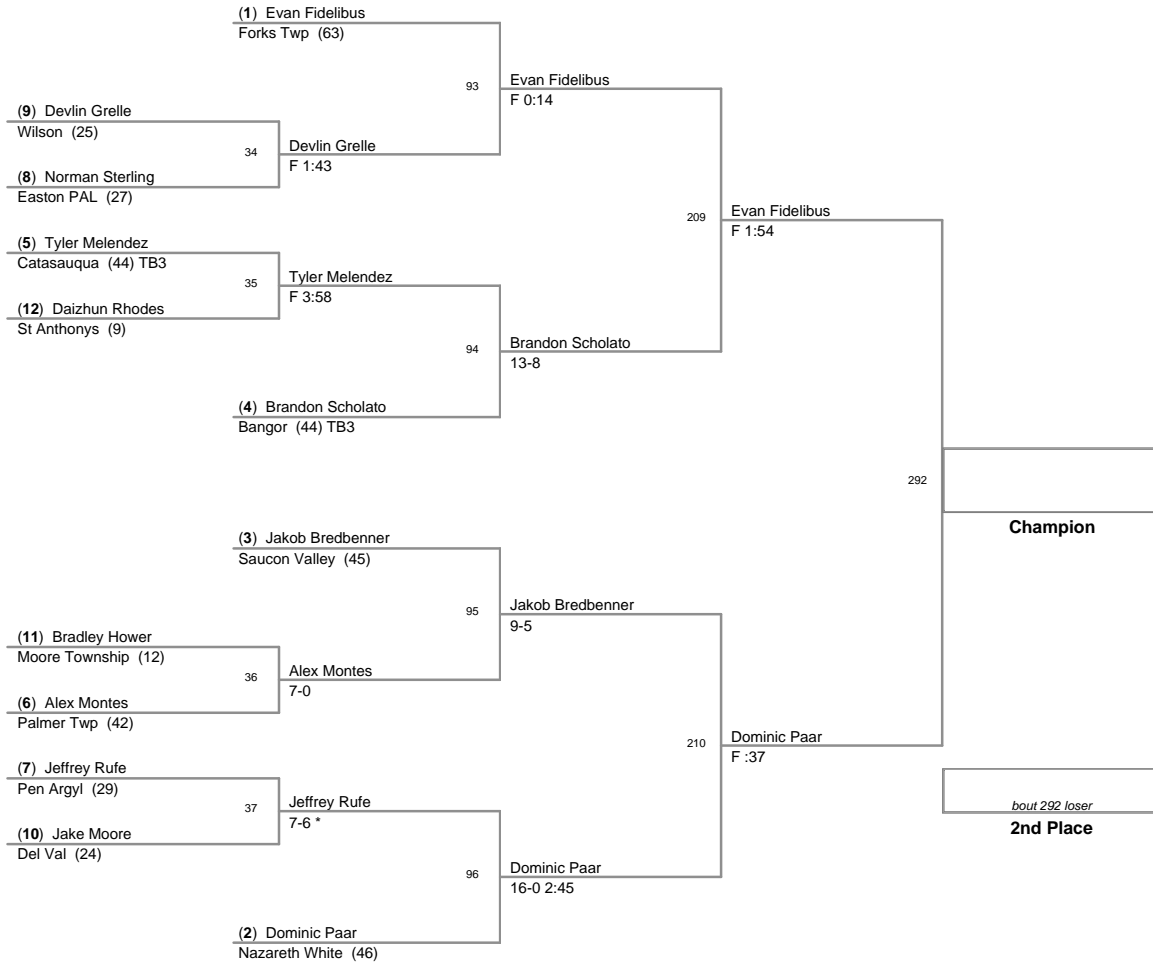 (1) Evan Fidelibus
Forks Twp (63)
93
Evan Fidelibus
F 0:14
(9) Devlin Grelle
Wilson (25)
34
Devlin Grelle
F 1:43
(8) Norman Sterling
Easton PAL (27)
209
Evan Fidelibus
F 1:54
(5) Tyler Melendez
Catasauqua (44) TB3
35
Tyler Melendez
F 3:58
(12) Daizhun Rhodes
St Anthonys (9)
94
Brandon Scholato
13-8
(4) Brandon Scholato
Bangor (44) TB3
292
Champion
(3) Jakob Bredbenner
Saucon Valley (45)
95
Jakob Bredbenner
9-5
(11) Bradley Hower
Moore Township (12)
36
Alex Montes
7-0
(6) Alex Montes
Palmer Twp (42)
210
Dominic Paar
F :37
(7) Jeffrey Rufe
Pen Argyl (29)
37
Jeffrey Rufe
7-6 *
(10) Jake Moore
Del Val (24)
bout 292 loser
2nd Place
96
Dominic Paar
16-0 2:45
(2) Dominic Paar
Nazareth White (46)